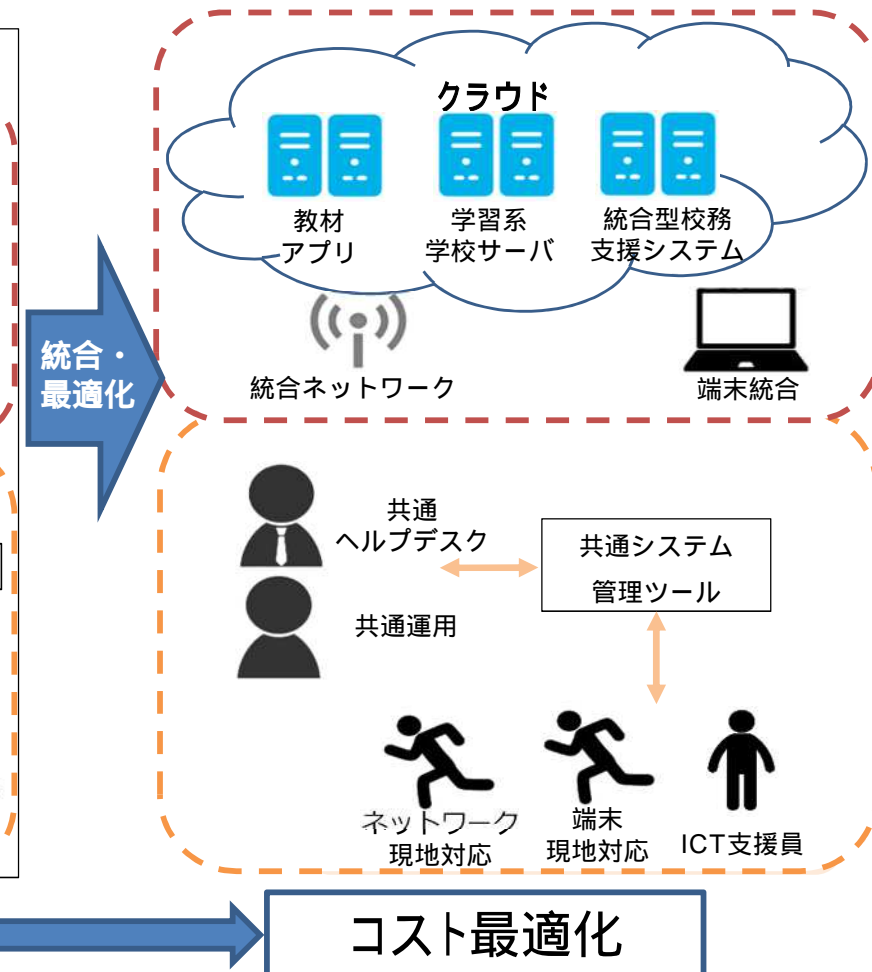 クラウド
教材
アプリ
学習系
学校サーバ
統合型校務
支援システム
統合・
最適化
統合ネットワーク
端末統合
共通
ヘルプデスク
共通システム
管理ツール
共通運用
ネットワーク
現地対応
端末
現地対応
ICT支援員
コスト最適化